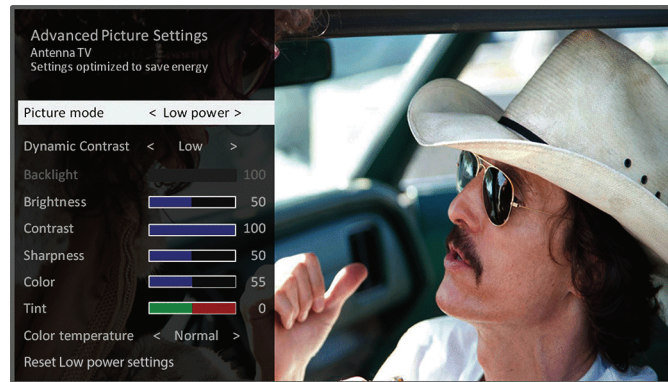 Advanced Picture Settings
Antenna TV
Settings optimized to save energy
Picture mode < Low power >
Dynamic Contrast < Low >
Backlight 100
Brightness 50
Contrast 100
Sharpness 50
Color 55
Tint 0
Color temperature < Normal >
Reset Low power settings